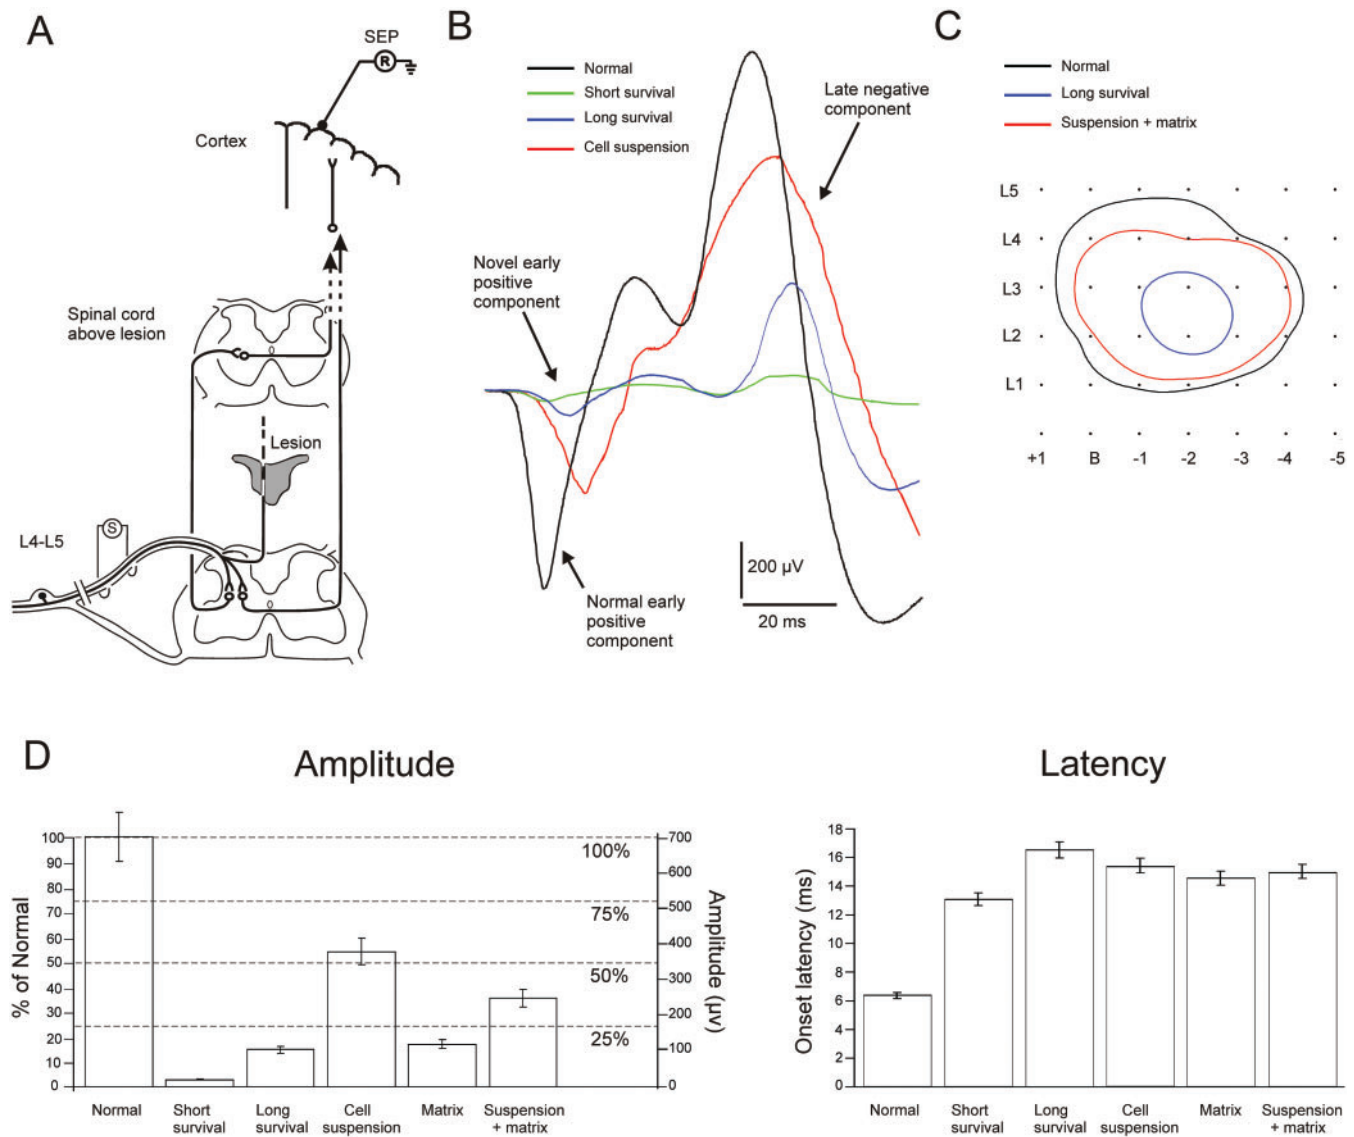 A
SEP
R
Cortex
Spinal cord
above lesion
Lesion
S
L4-L5
B
Normal
Short survival
Long survival
Cell suspension
Late negative
component
Novel early
positive
component
Normal early
positive
component
200 µV
20 ms
C
Normal
Long survival
Suspension + matrix
L5
L4
L3
L2
L1
+1 B -1 -2 -3 -4 -5
D
Amplitude
% of Normal
100
90
80
70
60
50
40
30
20
10
0
100%
75%
50%
25%
700
600
500
400
300
200
100
0
Amplitude (µv)
Normal
Short
survival
Long
survival
Cell
suspension
Matrix
Suspension
+ matrix
Latency
Onset latency (ms)
18
16
14
12
10
8
6
4
2
0
Normal
Short
survival
Long
survival
Cell
suspension
Matrix
Suspension
+ matrix